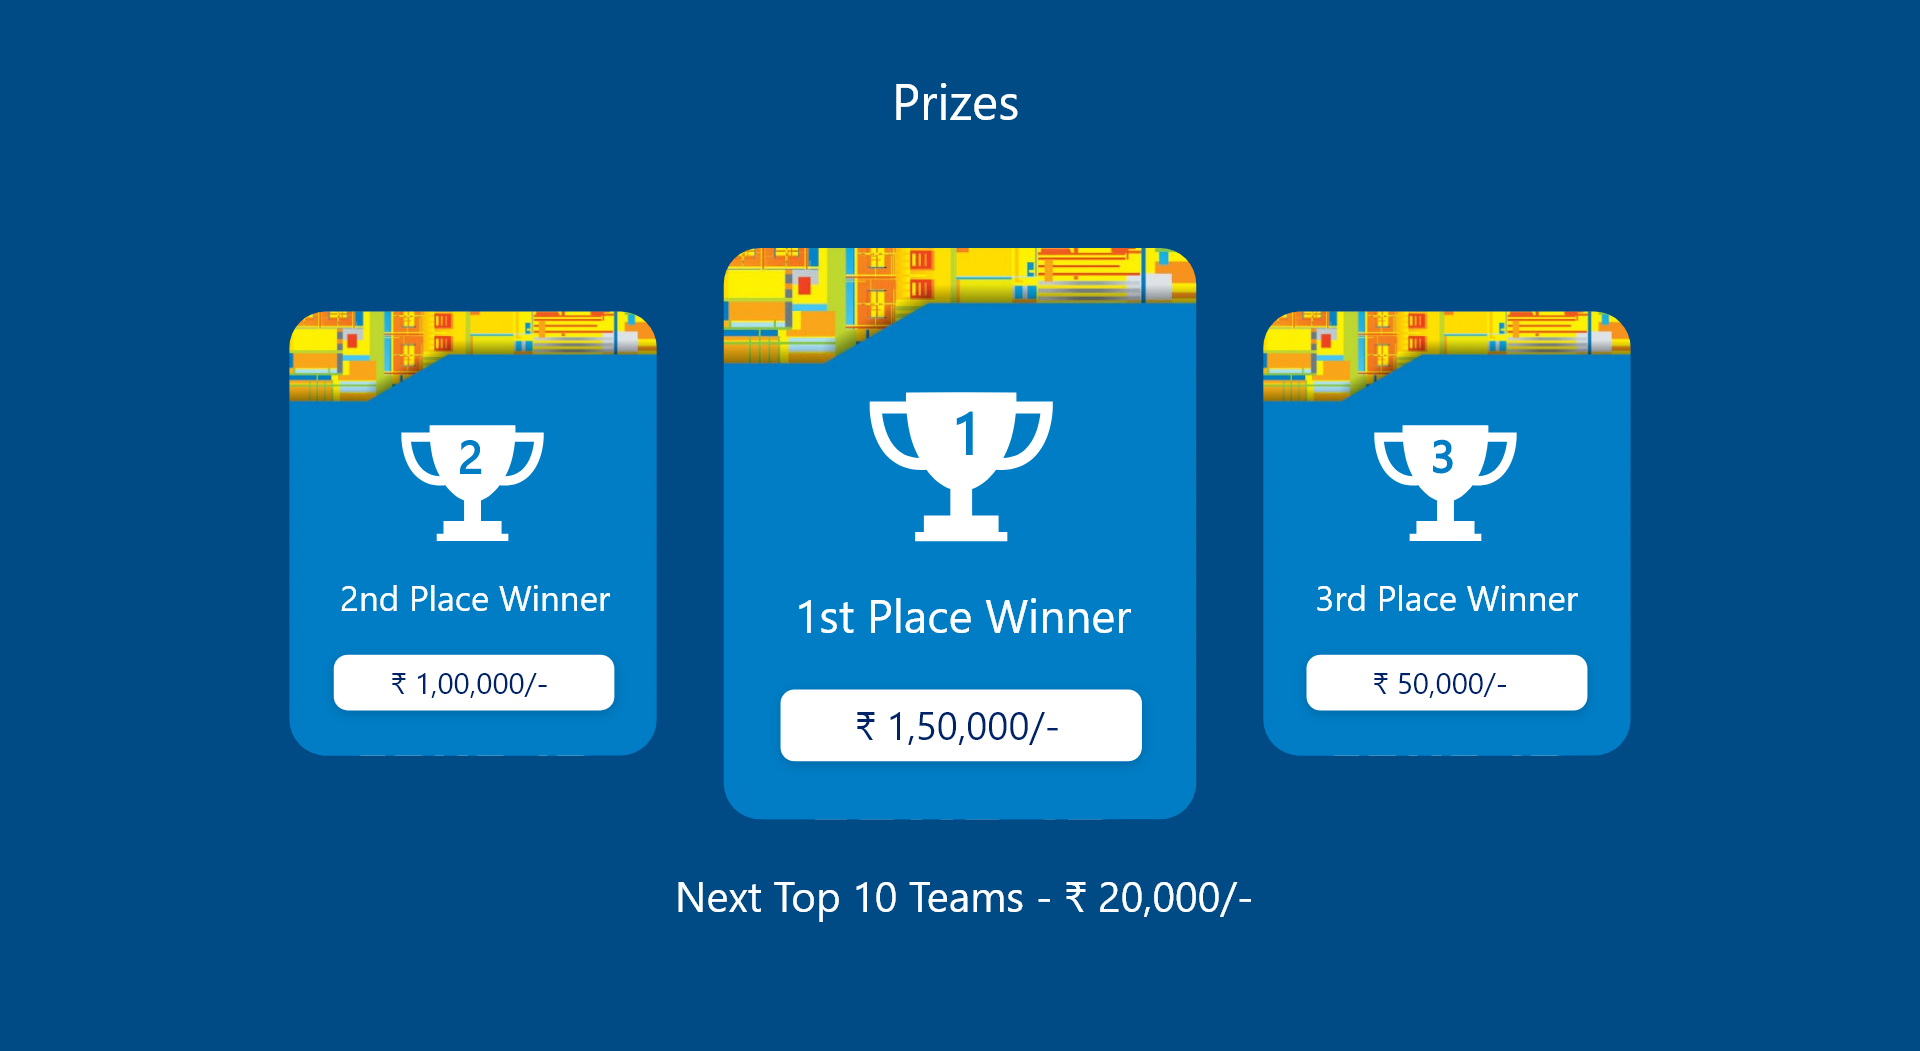 Prizes
2
2nd Place Winner
₹ 1,00,000/-
1
1st Place Winner
₹ 1,50,000/-
3
3rd Place Winner
₹ 50,000/-
Next Top 10 Teams - ₹ 20,000/-